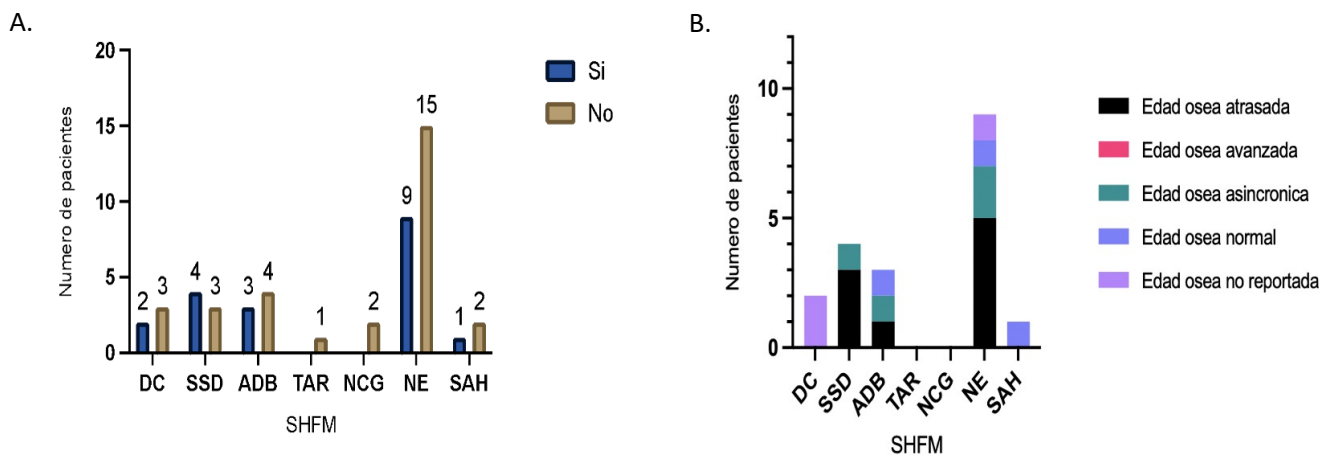 A.
Numero de pacientes
20
15
10
5
0
2
3
4
3
3
4
1
2
9
15
1
2
DC SSD ADB TAR NCG NE SAH
SHFM
Si
No
B.
Numero de pacientes
10
5
0
DC SSD ADB TAR NCG NE SAH
SHFM
Edad osea atrasada
Edad osea avanzada
Edad osea asincronica
Edad osea normal
Edad osea no reportada